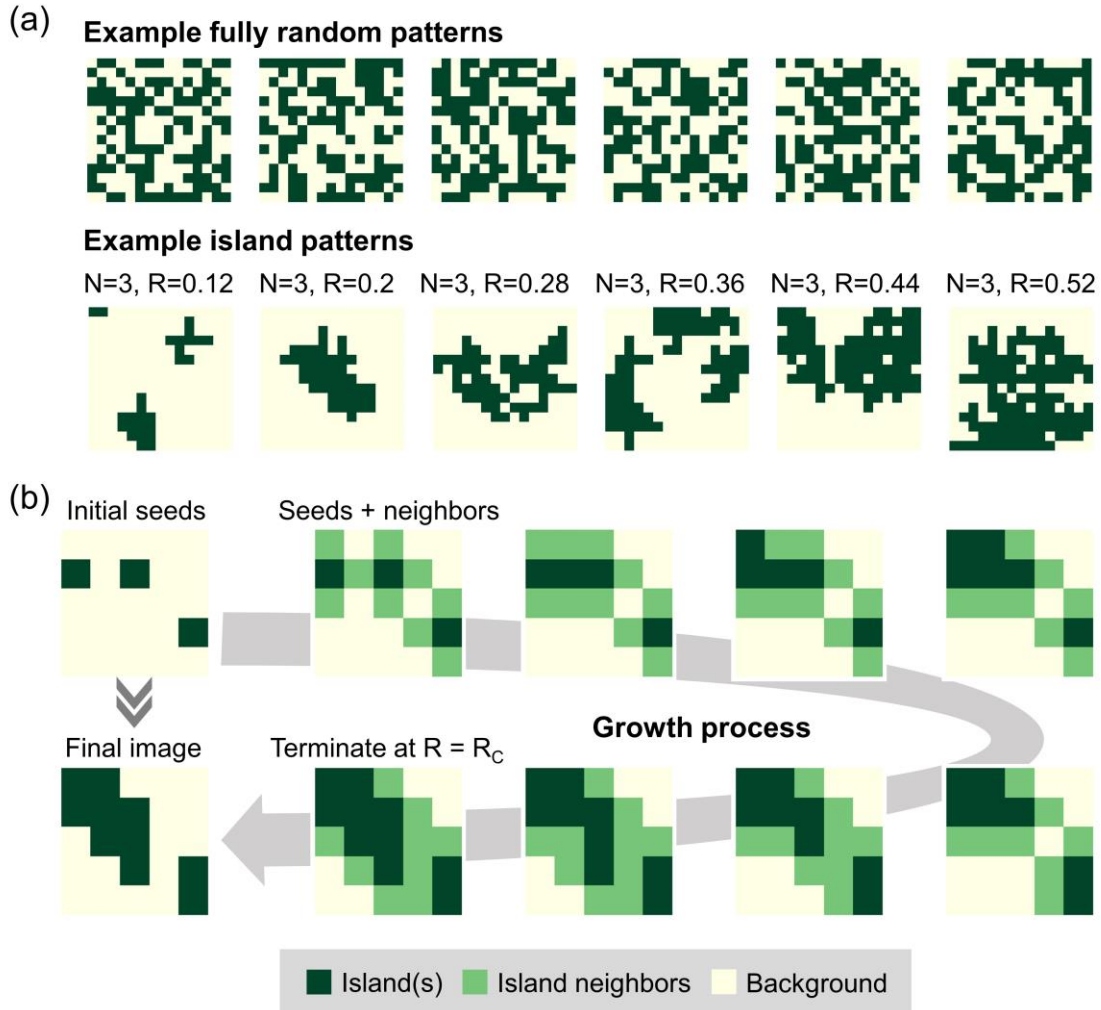 (a)
Example fully random patterns
Example island patterns
N=3, R=0.12 N=3, R=0.2 N=3, R=0.28 N=3, R=0.36 N=3, R=0.44 N=3, R=0.52
(b)
Initial seeds Seeds + neighbors
Growth process
Final image Terminate at R = R_C
Island(s) Island neighbors Background